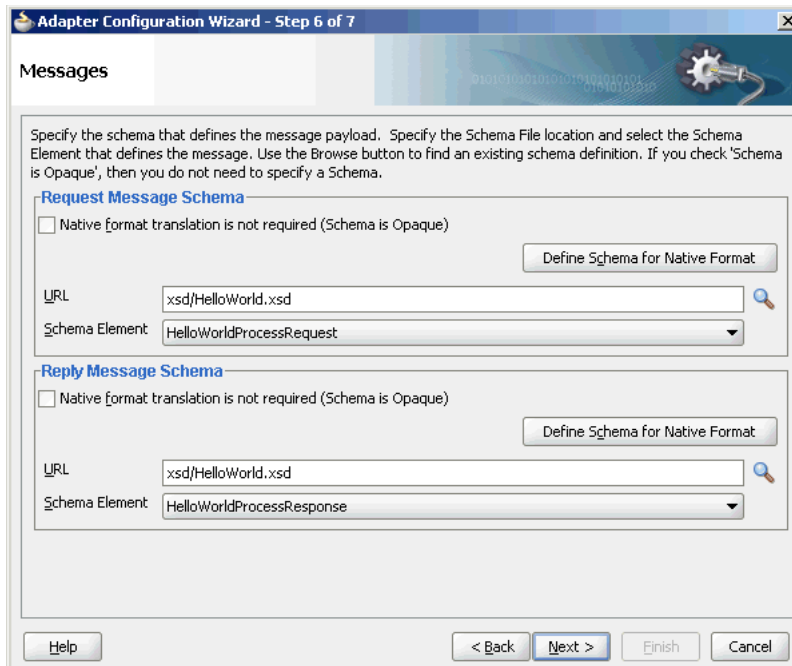 Adapter Configuration Wizard - Step 6 of 7
Messages
0101010101010101010101010101
0101010101010
Specify the schema that defines the message payload.  Specify the Schema File location and select the Schema
Element that defines the message. Use the Browse button to find an existing schema definition. If you check 'Schema
is Opaque', then you do not need to specify a Schema.
Request Message Schema
Native format translation is not required (Schema is Opaque)
Define Schema for Native Format
URL xsd/HelloWorld.xsd
Schema Element HelloWorldProcessRequest
Reply Message Schema
Native format translation is not required (Schema is Opaque)
Define Schema for Native Format
URL xsd/HelloWorld.xsd
Schema Element HelloWorldProcessResponse
Help < Back Next > Finish Cancel